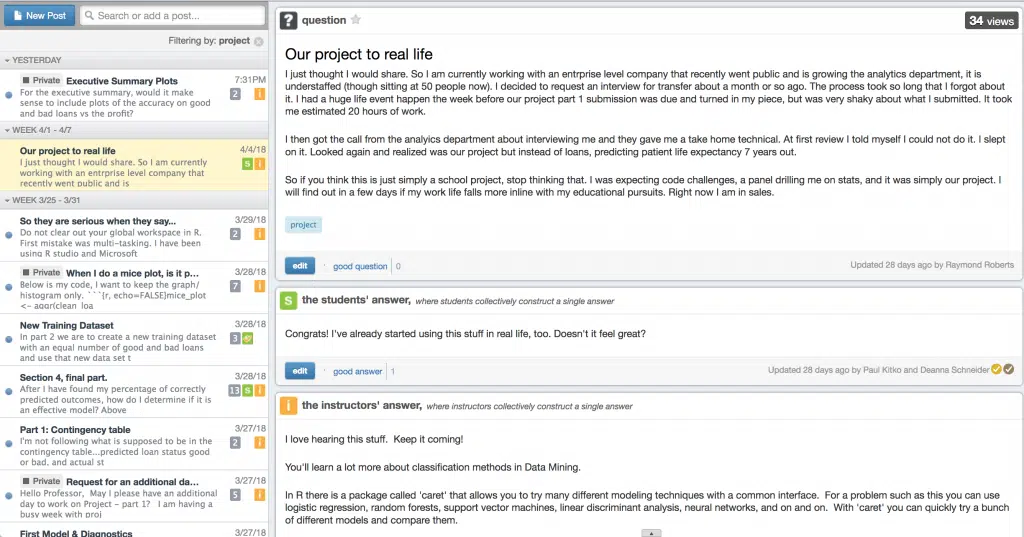 New Post
Search or add a post...
Filtering by: project
YESTERDAY
Private Executive Summary Plots 7:31PM
For the executive summary, would it make
sense to include plots of the accuracy on good
and bad loans vs the profit?
2 i
WEEK 4/1 - 4/7
Our project to real life 4/4/18
I just thought I would share. So I am currently
working with an entrprise level company that
recently went public and is
S i
WEEK 3/25 - 3/31
So they are serious when they say... 3/29/18
Do not clear out your global workspace in R.
First mistake was multi-tasking. I have been
using R studio and Microsoft
2 i
Private When I do a mice plot, is it p... 3/28/18
Below is my code, I want to keep the graph/
histogram only. ```{r, echo=FALSE}mice_plot
<- aggr(clean_loa
7 i
New Training Dataset 3/28/18
In part 2 we are to create a new training dataset
with an equal number of good and bad loans
and use that new data set t
3
Section 4, final part. 3/28/18
After I have found my percentage of correctly
predicted outcomes, how do I determine if it is
an effective model? Above
13 S i
Part 1: Contingency table 3/27/18
I'm not following what is supposed to be in the
contingency table...predicted loan status good
or bad, and actual st
2 i
Private Request for an additional da... 3/27/18
Hello Professor, May I please have an additional
day to work on Project - part 1? I am having a
busy week with proj
5 i
First Model & Diagnostics 3/27/18
? question
34 views
Our project to real life
I just thought I would share. So I am currently working with an entrprise level company that recently went public and is growing the analytics department, it is
understaffed (though sitting at 50 people now). I decided to request an interview for transfer about a month or so ago. The process took so long that I forgot about
it. I had a huge life event happen the week before our project part 1 submission was due and turned in my piece, but was very shaky about what I submitted. It took
me estimated 20 hours of work.
I then got the call from the analyics department about interviewing me and they gave me a take home technical. At first review I told myself I could not do it. I slept
on it. Looked again and realized was our project but instead of loans, predicting patient life expectancy 7 years out.
So if you think this is just simply a school project, stop thinking that. I was expecting code challenges, a panel drilling me on stats, and it was simply our project. I
will find out in a few days if my work life falls more inline with my educational pursuits. Right now I am in sales.
project
edit · good question 0
Updated 28 days ago by Raymond Roberts
S the students' answer, where students collectively construct a single answer
Congrats! I've already started using this stuff in real life, too. Doesn't it feel great?
edit · good answer 1
Updated 28 days ago by Paul Kitko and Deanna Schneider
i the instructors' answer, where instructors collectively construct a single answer
I love hearing this stuff. Keep it coming!
You'll learn a lot more about classification methods in Data Mining.
In R there is a package called 'caret' that allows you to try many different modeling techniques with a common interface. For a problem such as this you can use
logistic regression, random forests, support vector machines, linear discriminant analysis, neural networks, and on and on. With 'caret' you can quickly try a bunch
of different models and compare them.